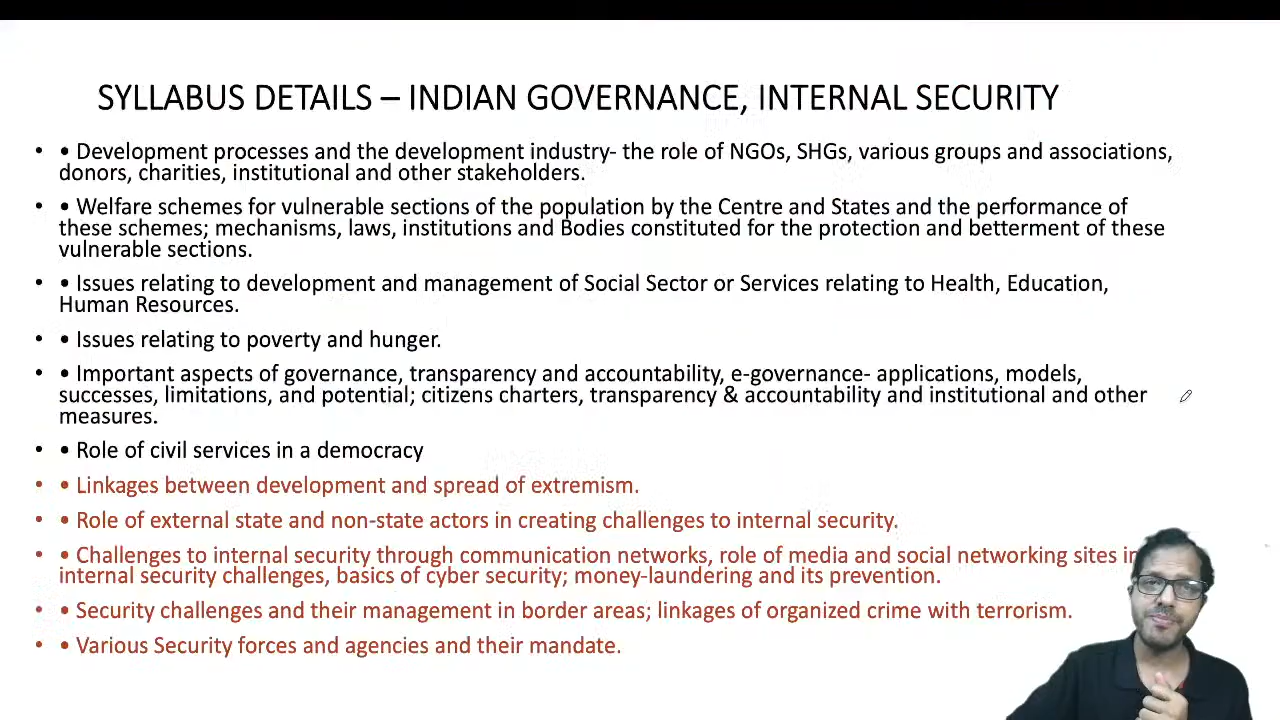 SYLLABUS DETAILS – INDIAN GOVERNANCE, INTERNAL SECURITY
• • Development processes and the development industry- the role of NGOs, SHGs, various groups and associations,
donors, charities, institutional and other stakeholders.
• • Welfare schemes for vulnerable sections of the population by the Centre and States and the performance of
these schemes; mechanisms, laws, institutions and Bodies constituted for the protection and betterment of these
vulnerable sections.
• • Issues relating to development and management of Social Sector or Services relating to Health, Education,
Human Resources.
• • Issues relating to poverty and hunger.
• • Important aspects of governance, transparency and accountability, e-governance- applications, models,
successes, limitations, and potential; citizens charters, transparency & accountability and institutional and other
measures.
• • Role of civil services in a democracy
• • Linkages between development and spread of extremism.
• • Role of external state and non-state actors in creating challenges to internal security.
• • Challenges to internal security through communication networks, role of media and social networking sites in
internal security challenges, basics of cyber security; money-laundering and its prevention.
• • Security challenges and their management in border areas; linkages of organized crime with terrorism.
• • Various Security forces and agencies and their mandate.